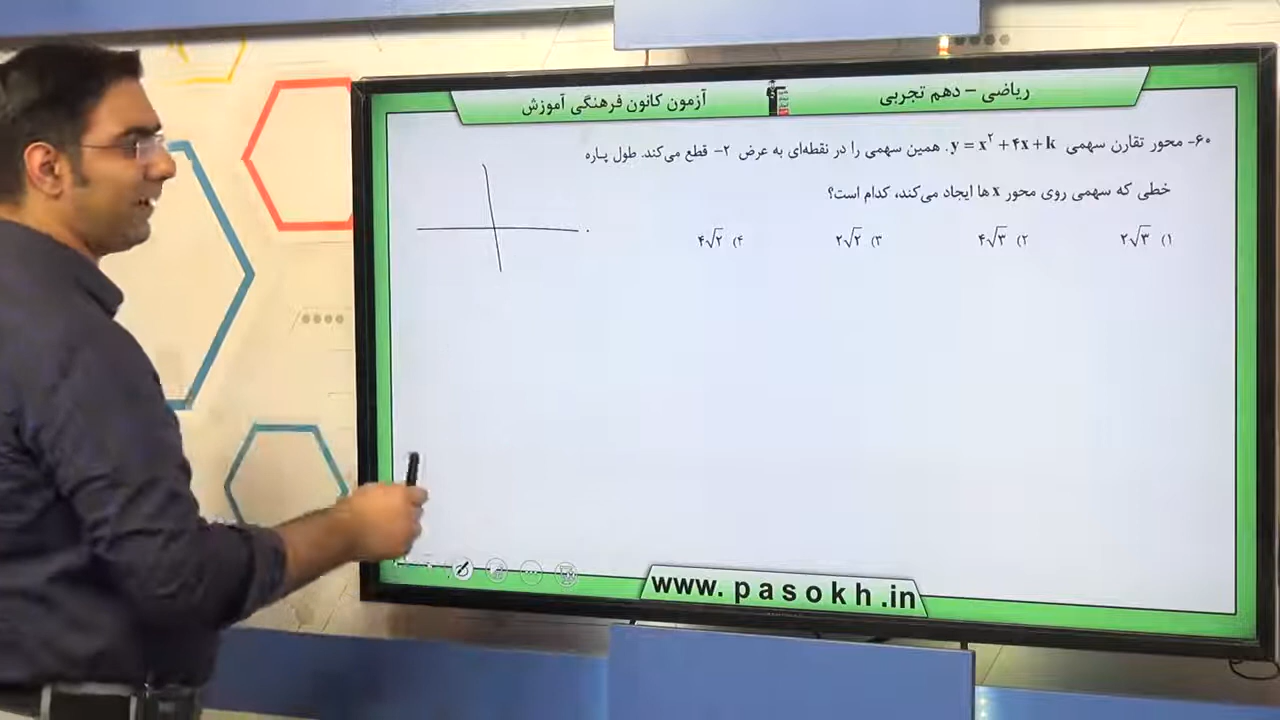 ریاضی - دهم تجربی
آزمون کانون فرهنگی آموزش
۶۰- محور تقارن سهمی y = x² + ۴x + k، همین سهمی را در نقطه‌ای به عرض ۲- قطع می‌کند. طول پاره
خطی که سهمی روی محور x ها ایجاد می‌کند، کدام است؟
۱) ۲√۳ ۲) ۴√۳ ۳) ۲√۲ ۴) ۴√۲
www.pasokh.in